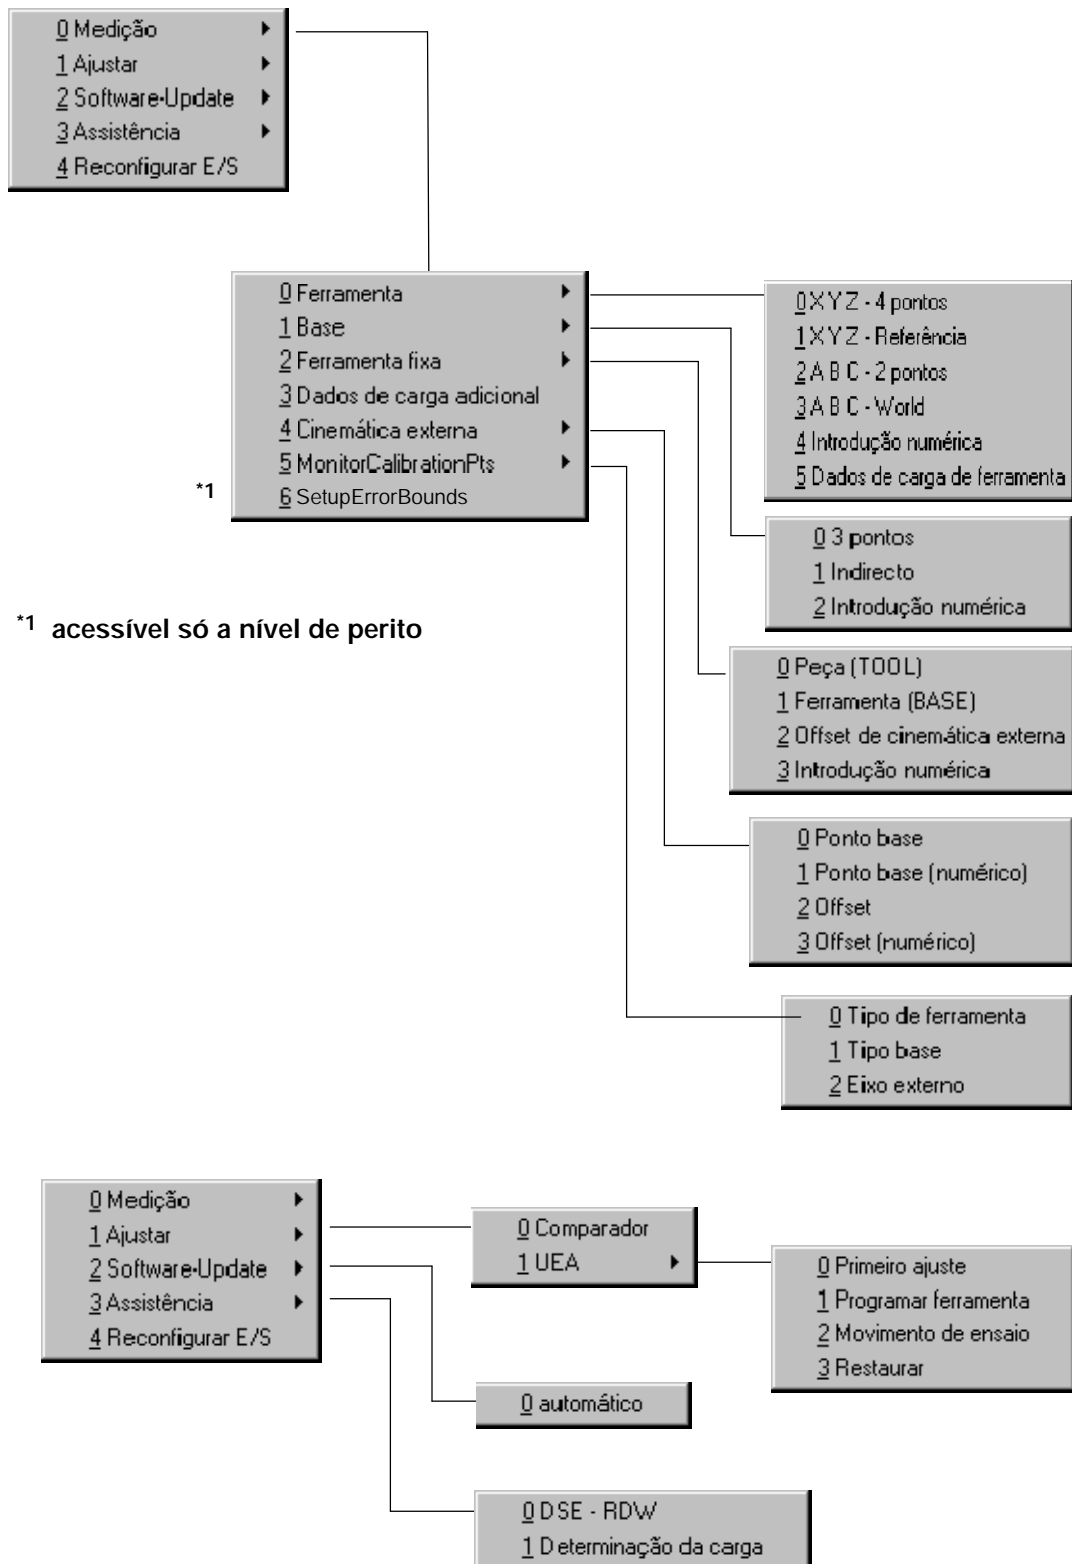 0 Medição
1 Ajustar
2 Software-Update
3 Assistência
4 Reconfigurar E/S
0 Ferramenta
1 Base
2 Ferramenta fixa
3 Dados de carga adicional
4 Cinemática externa
5 MonitorCalibrationPts
*1 6 SetupErrorBounds
0 X Y Z - 4 pontos
1 X Y Z - Referência
2 A B C - 2 pontos
3 A B C - World
4 Introdução numérica
5 Dados de carga de ferramenta
0 3 pontos
1 Indirecto
2 Introdução numérica
*1 acessível só a nível de perito
0 Peça (TOOL)
1 Ferramenta (BASE)
2 Offset de cinemática externa
3 Introdução numérica
0 Ponto base
1 Ponto base (numérico)
2 Offset
3 Offset (numérico)
0 Tipo de ferramenta
1 Tipo base
2 Eixo externo
0 Medição
1 Ajustar
2 Software-Update
3 Assistência
4 Reconfigurar E/S
0 Comparador
1 UEA
0 Primeiro ajuste
1 Programar ferramenta
2 Movimento de ensaio
3 Restaurar
0 automático
0 DSE - RDW
1 Determinação da carga